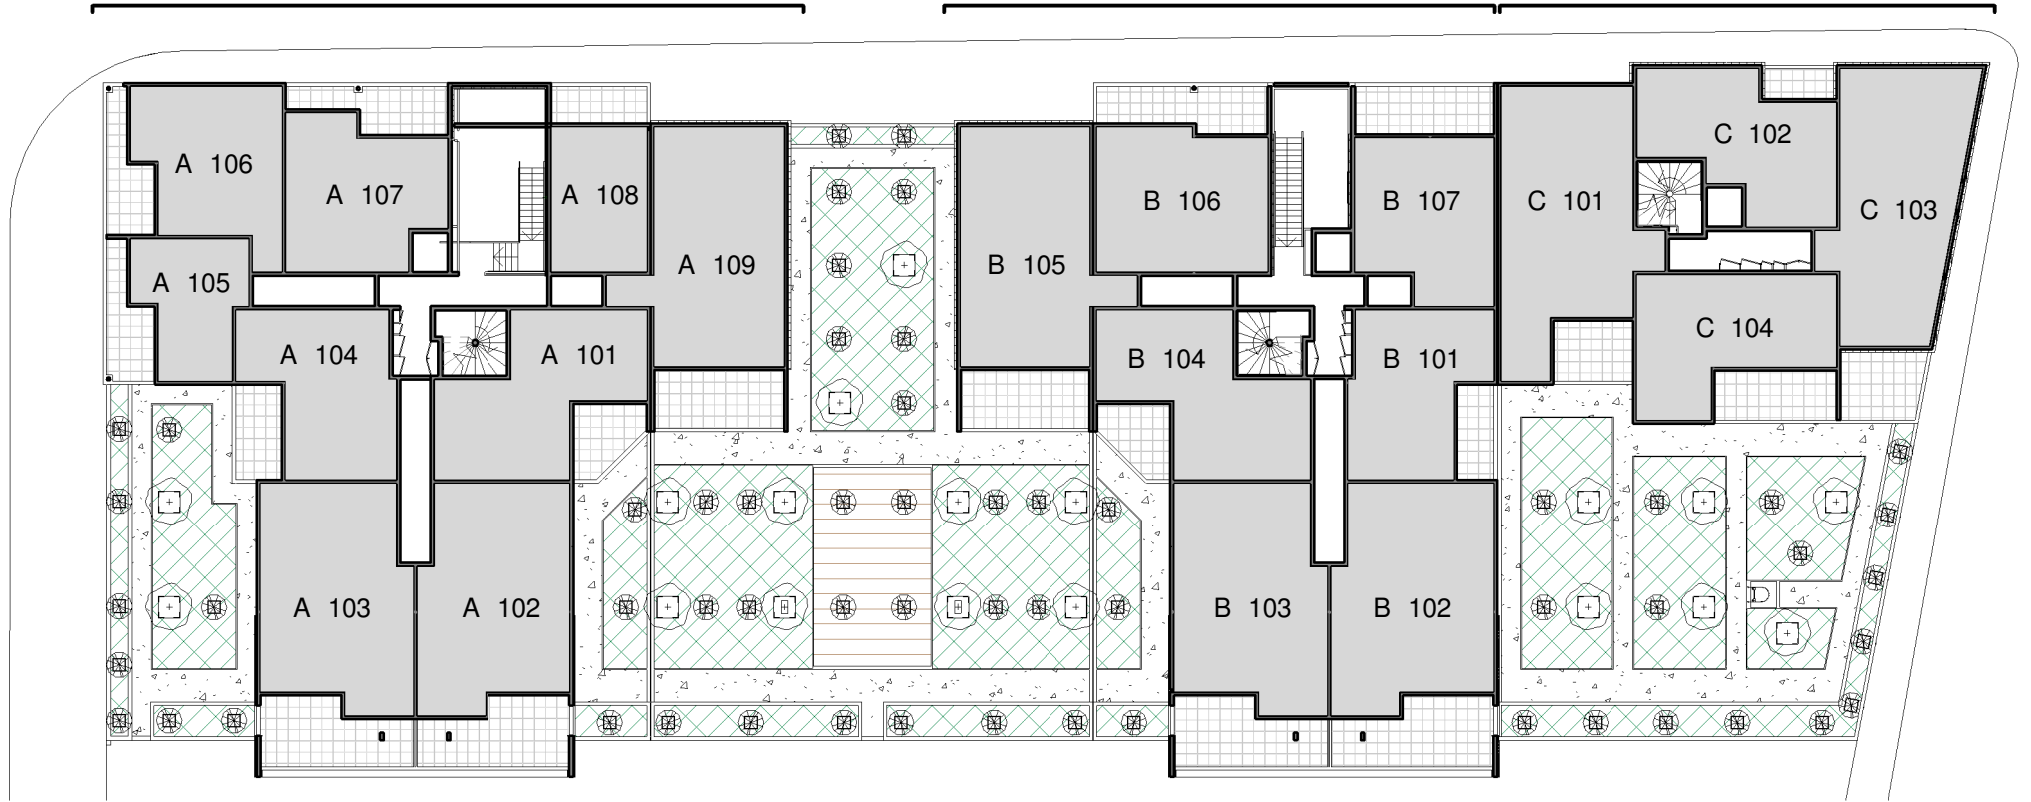 C 102
A 106
A 107
A 108
B 106
B 107
C 101
C 103
A 109
B 105
A 105
C 104
A 104
A 101
B 104
B 101
A 103
A 102
B 103
B 102